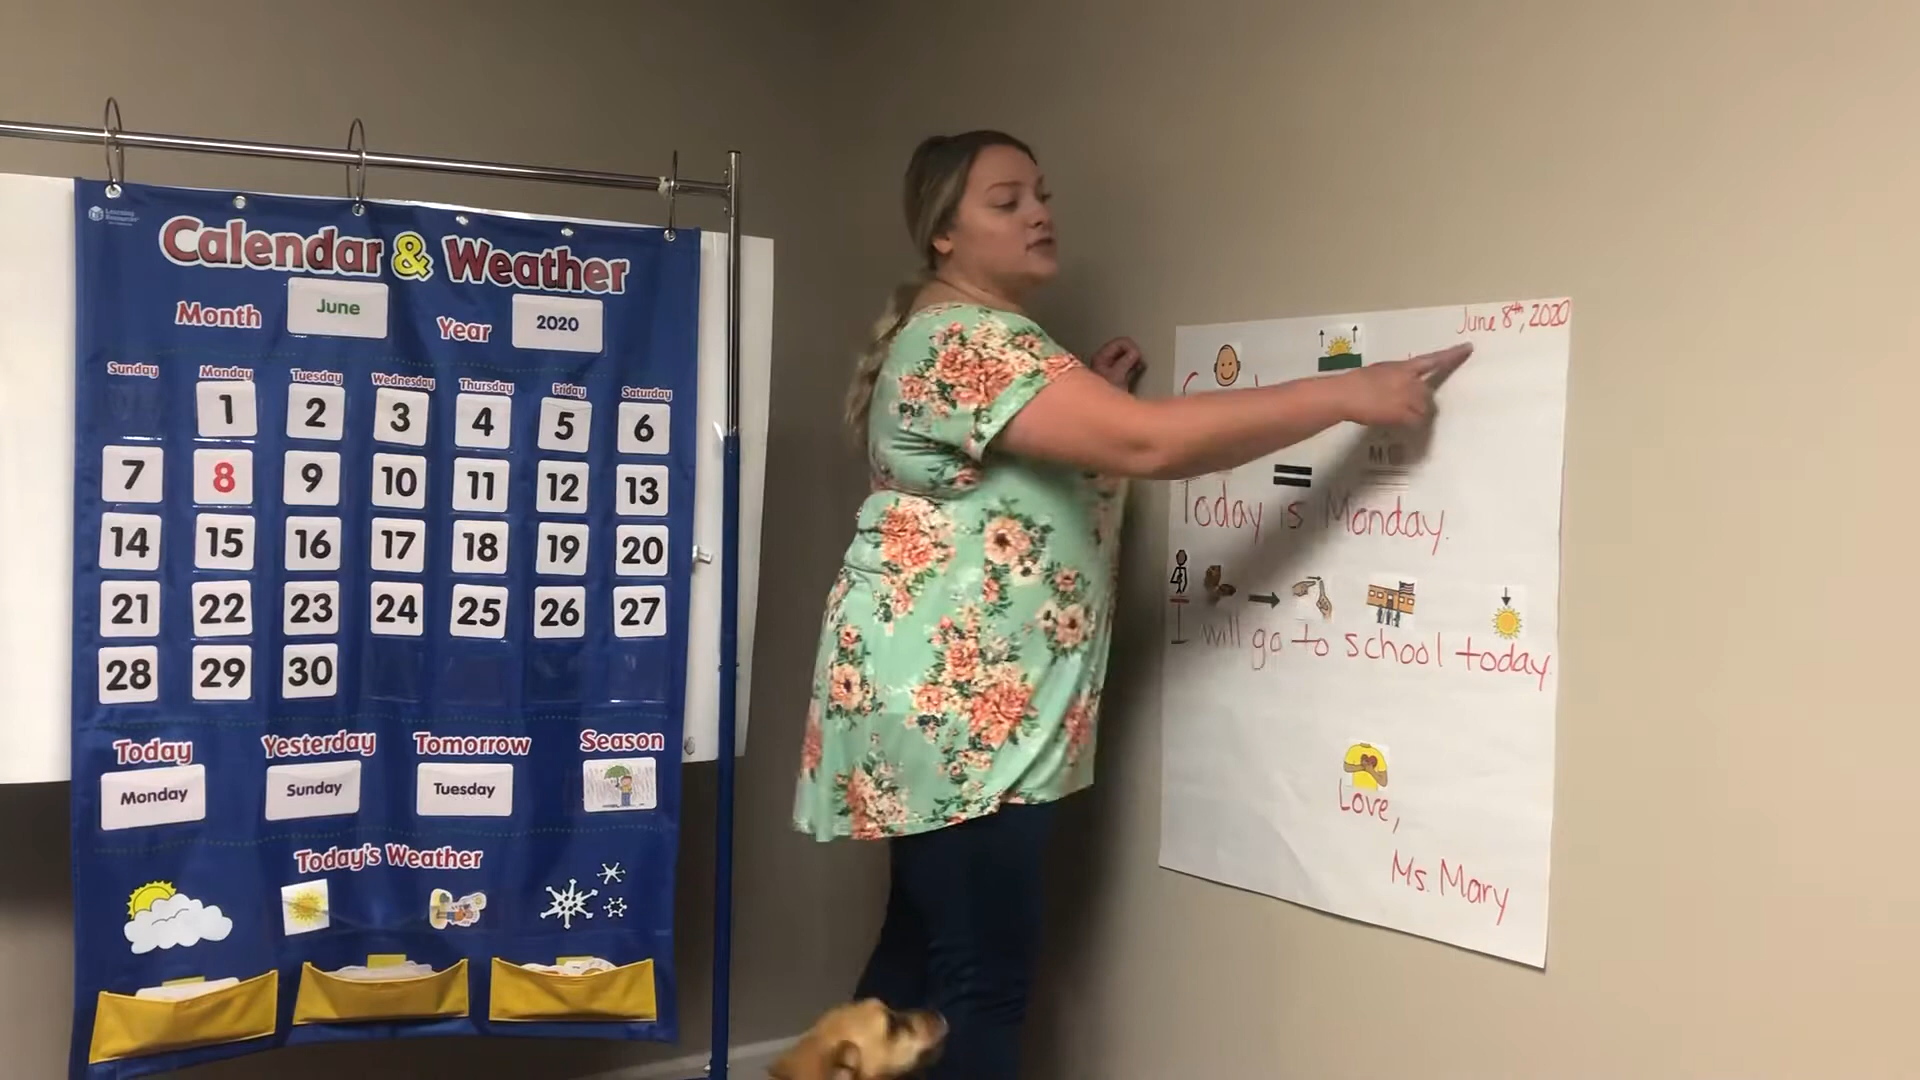 Learning Resources
Calendar & Weather
Month June Year 2020
Sunday Monday Tuesday Wednesday Thursday Friday Saturday
1 2 3 4 5 6
7 8 9 10 11 12 13
14 15 16 17 18 19 20
21 22 23 24 25 26 27
28 29 30
Today Yesterday Tomorrow Season
Monday Sunday Tuesday
Today's Weather
June 8th, 2020
Today is Monday.
I will go to school today.
Love,
Ms. Mary